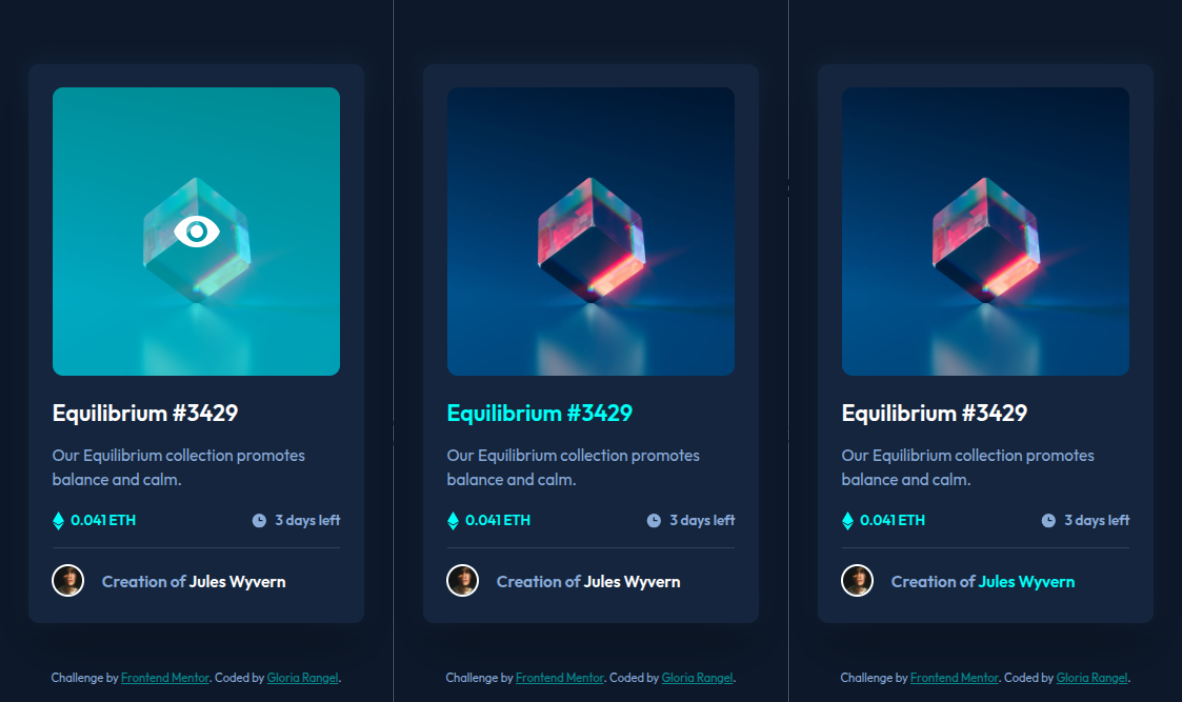 Equilibrium #3429
Our Equilibrium collection promotes
balance and calm.
0.041 ETH
3 days left
Creation of Jules Wyvern
Challenge by Frontend Mentor. Coded by Gloria Rangel.
Equilibrium #3429
Our Equilibrium collection promotes
balance and calm.
0.041 ETH
3 days left
Creation of Jules Wyvern
Challenge by Frontend Mentor. Coded by Gloria Rangel.
Equilibrium #3429
Our Equilibrium collection promotes
balance and calm.
0.041 ETH
3 days left
Creation of Jules Wyvern
Challenge by Frontend Mentor. Coded by Gloria Rangel.